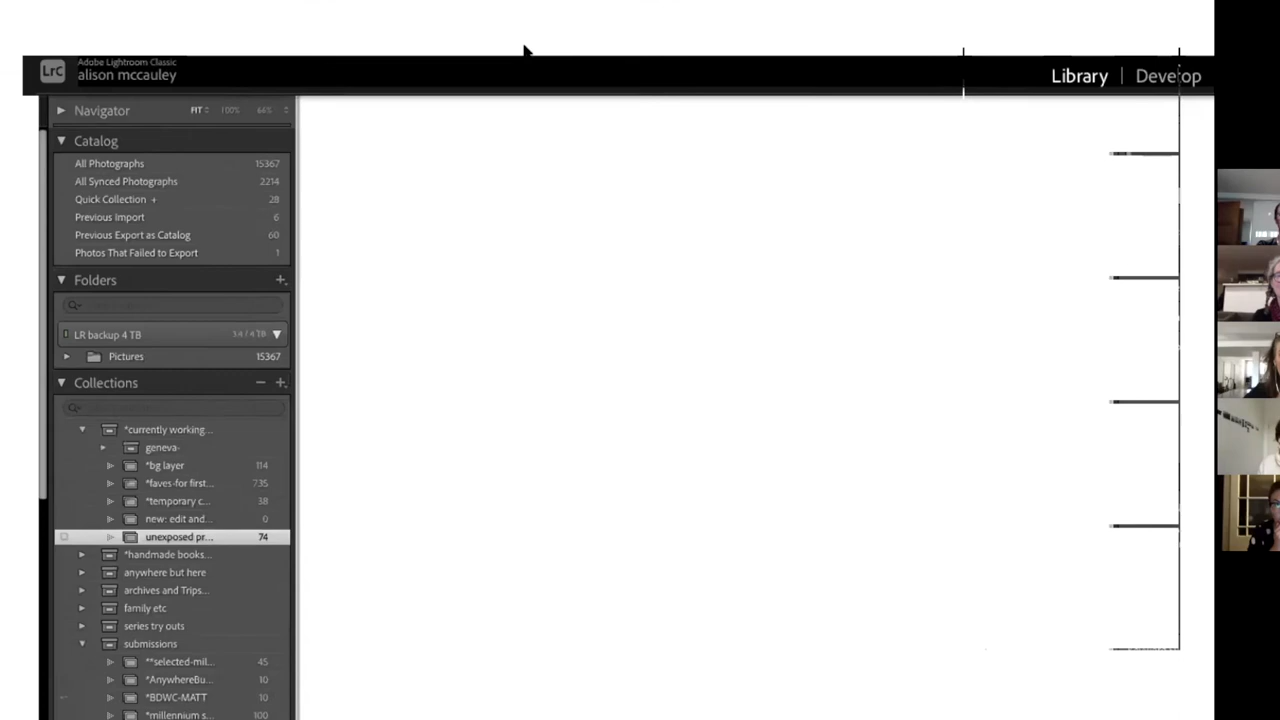 Lrc
Adobe Lightroom Classic
alison mccauley
Library | Develop
Navigator FIT 100% 66%
Catalog
All Photographs 15367
All Synced Photographs 2214
Quick Collection + 28
Previous Import 6
Previous Export as Catalog 60
Photos That Failed to Export 1
Folders
LR backup 4 TB
Pictures 15367
Collections
*currently working...
geneva-
*bg layer 114
*faves-for first... 735
*temporary c... 38
new: edit and... 0
unexposed pr... 74
*handmade books...
anywhere but here
archives and Trips...
family etc
series try outs
submissions
**selected-mil... 45
*AnywhereBu... 10
*BDWC-MATT 10
*millennium s... 100